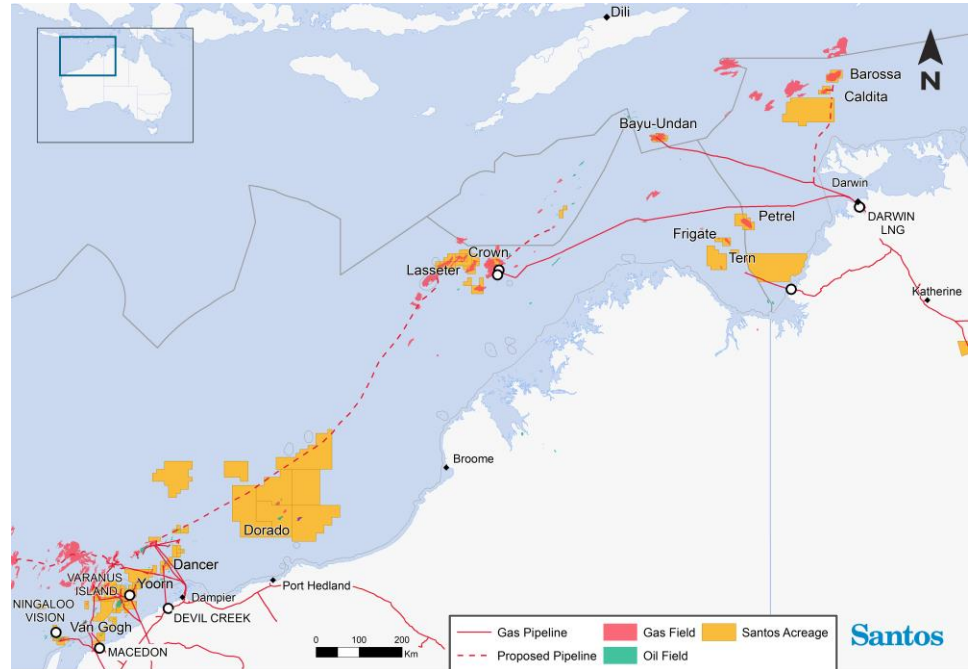 Dili
N
Barossa
Caldita
Bayu-Undan
Darwin
DARWIN
LNG
Petrel
Frigate
Tern
Crown
Lasseter
Katherine
Broome
Dorado
Dancer
VARANUS
ISLAND
Yoorn
Port Hedland
NINGALOO
VISION
Dampier
DEVIL CREEK
Van Gogh
MACEDON
0 100 200
Km
Gas Pipeline
Gas Field
Santos Acreage
Proposed Pipeline
Oil Field
Santos